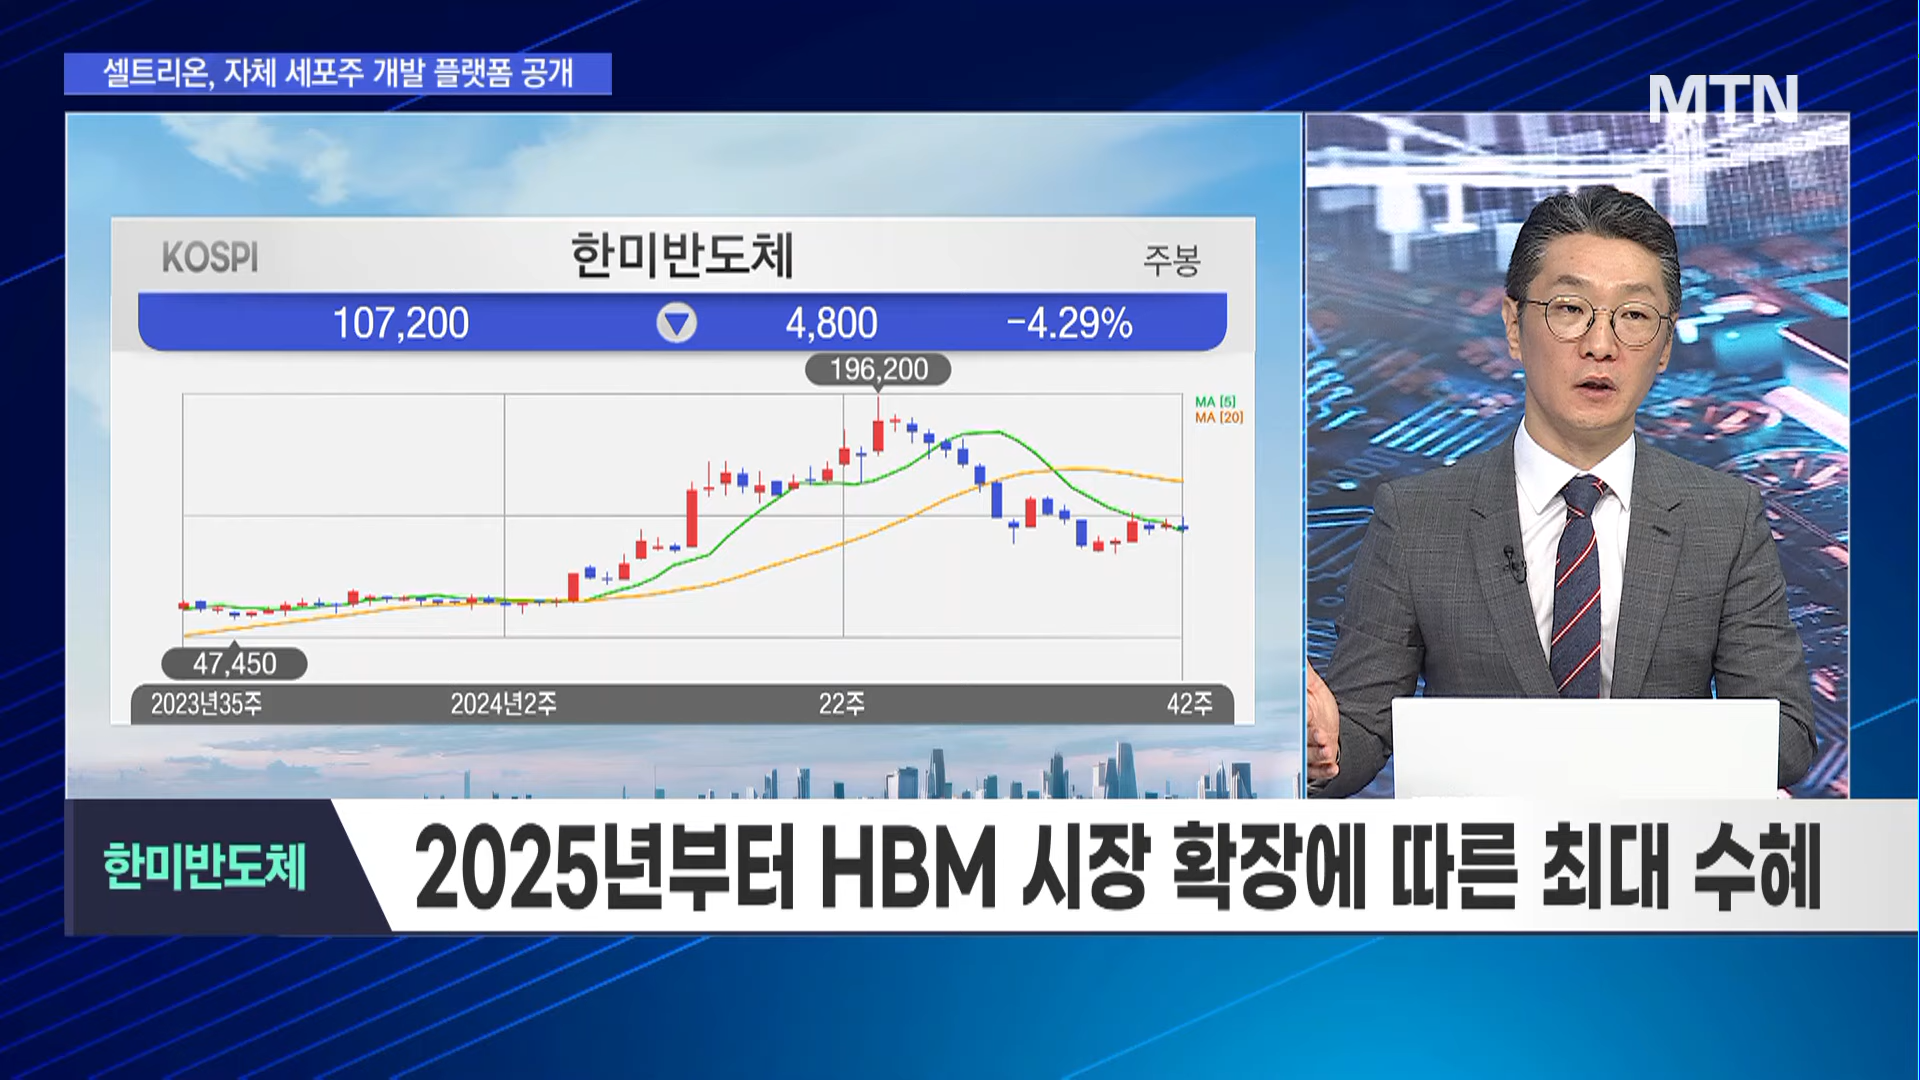 셀트리온, 자체 세포주 개발 플랫폼 공개
MTN
KOSPI
한미반도체
주봉
107,200 ▼ 4,800 -4.29%
196,200
MA [5]
MA [20]
47,450
2023년35주 2024년2주 22주 42주
한미반도체
2025년부터 HBM 시장 확장에 따른 최대 수혜